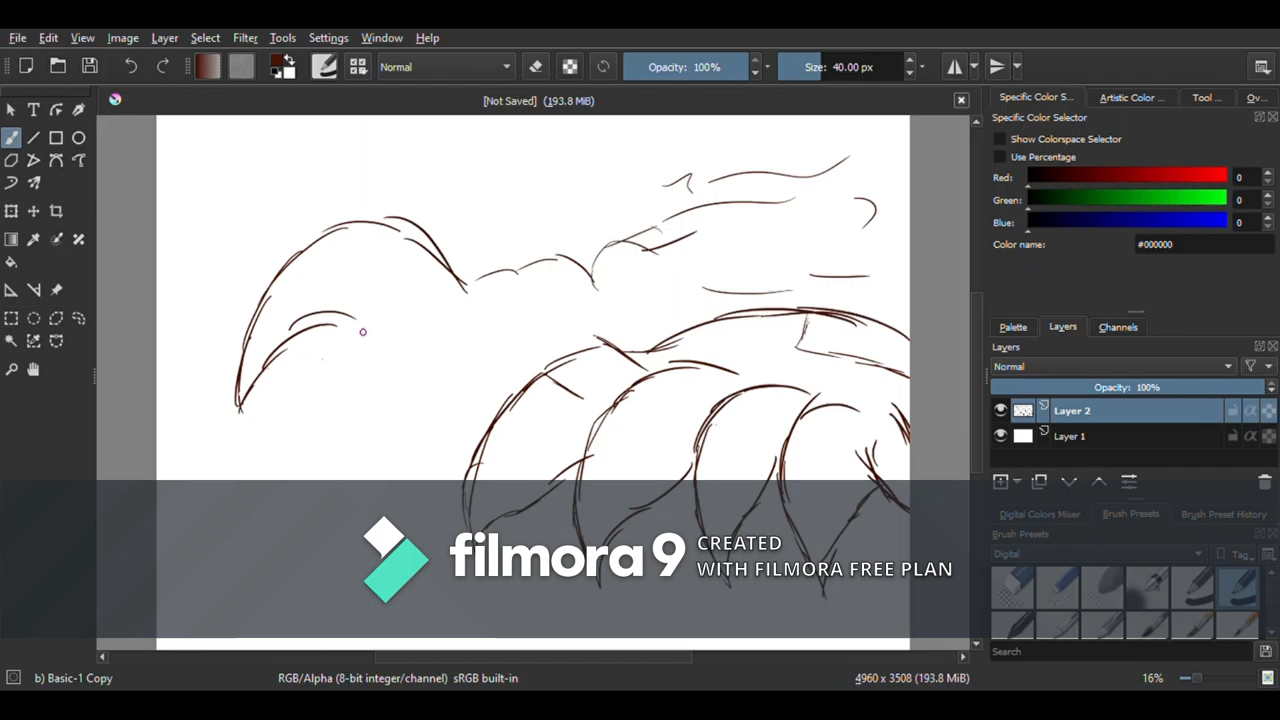 File Edit View Image Layer Select Filter Tools Settings Window Help
Normal Opacity: 100% Size: 40.00 px
[Not Saved] (193.8 MiB)
Specific Color S... Artistic Color ... Tool ... Ov...
Specific Color Selector
Show Colorspace Selector
Use Percentage
Red: 0
Green: 0
Blue: 0
Color name: #000000
Palette Layers Channels
Layers
Normal
Opacity: 100%
Layer 2
Layer 1
Digital Colors Mixer Brush Presets Brush Preset History
Brush Presets
Digital Tag
filmora 9 CREATED
WITH FILMORA FREE PLAN
Search
b) Basic-1 Copy RGB/Alpha (8-bit integer/channel) sRGB built-in 4960 x 3508 (193.8 MiB) 16%